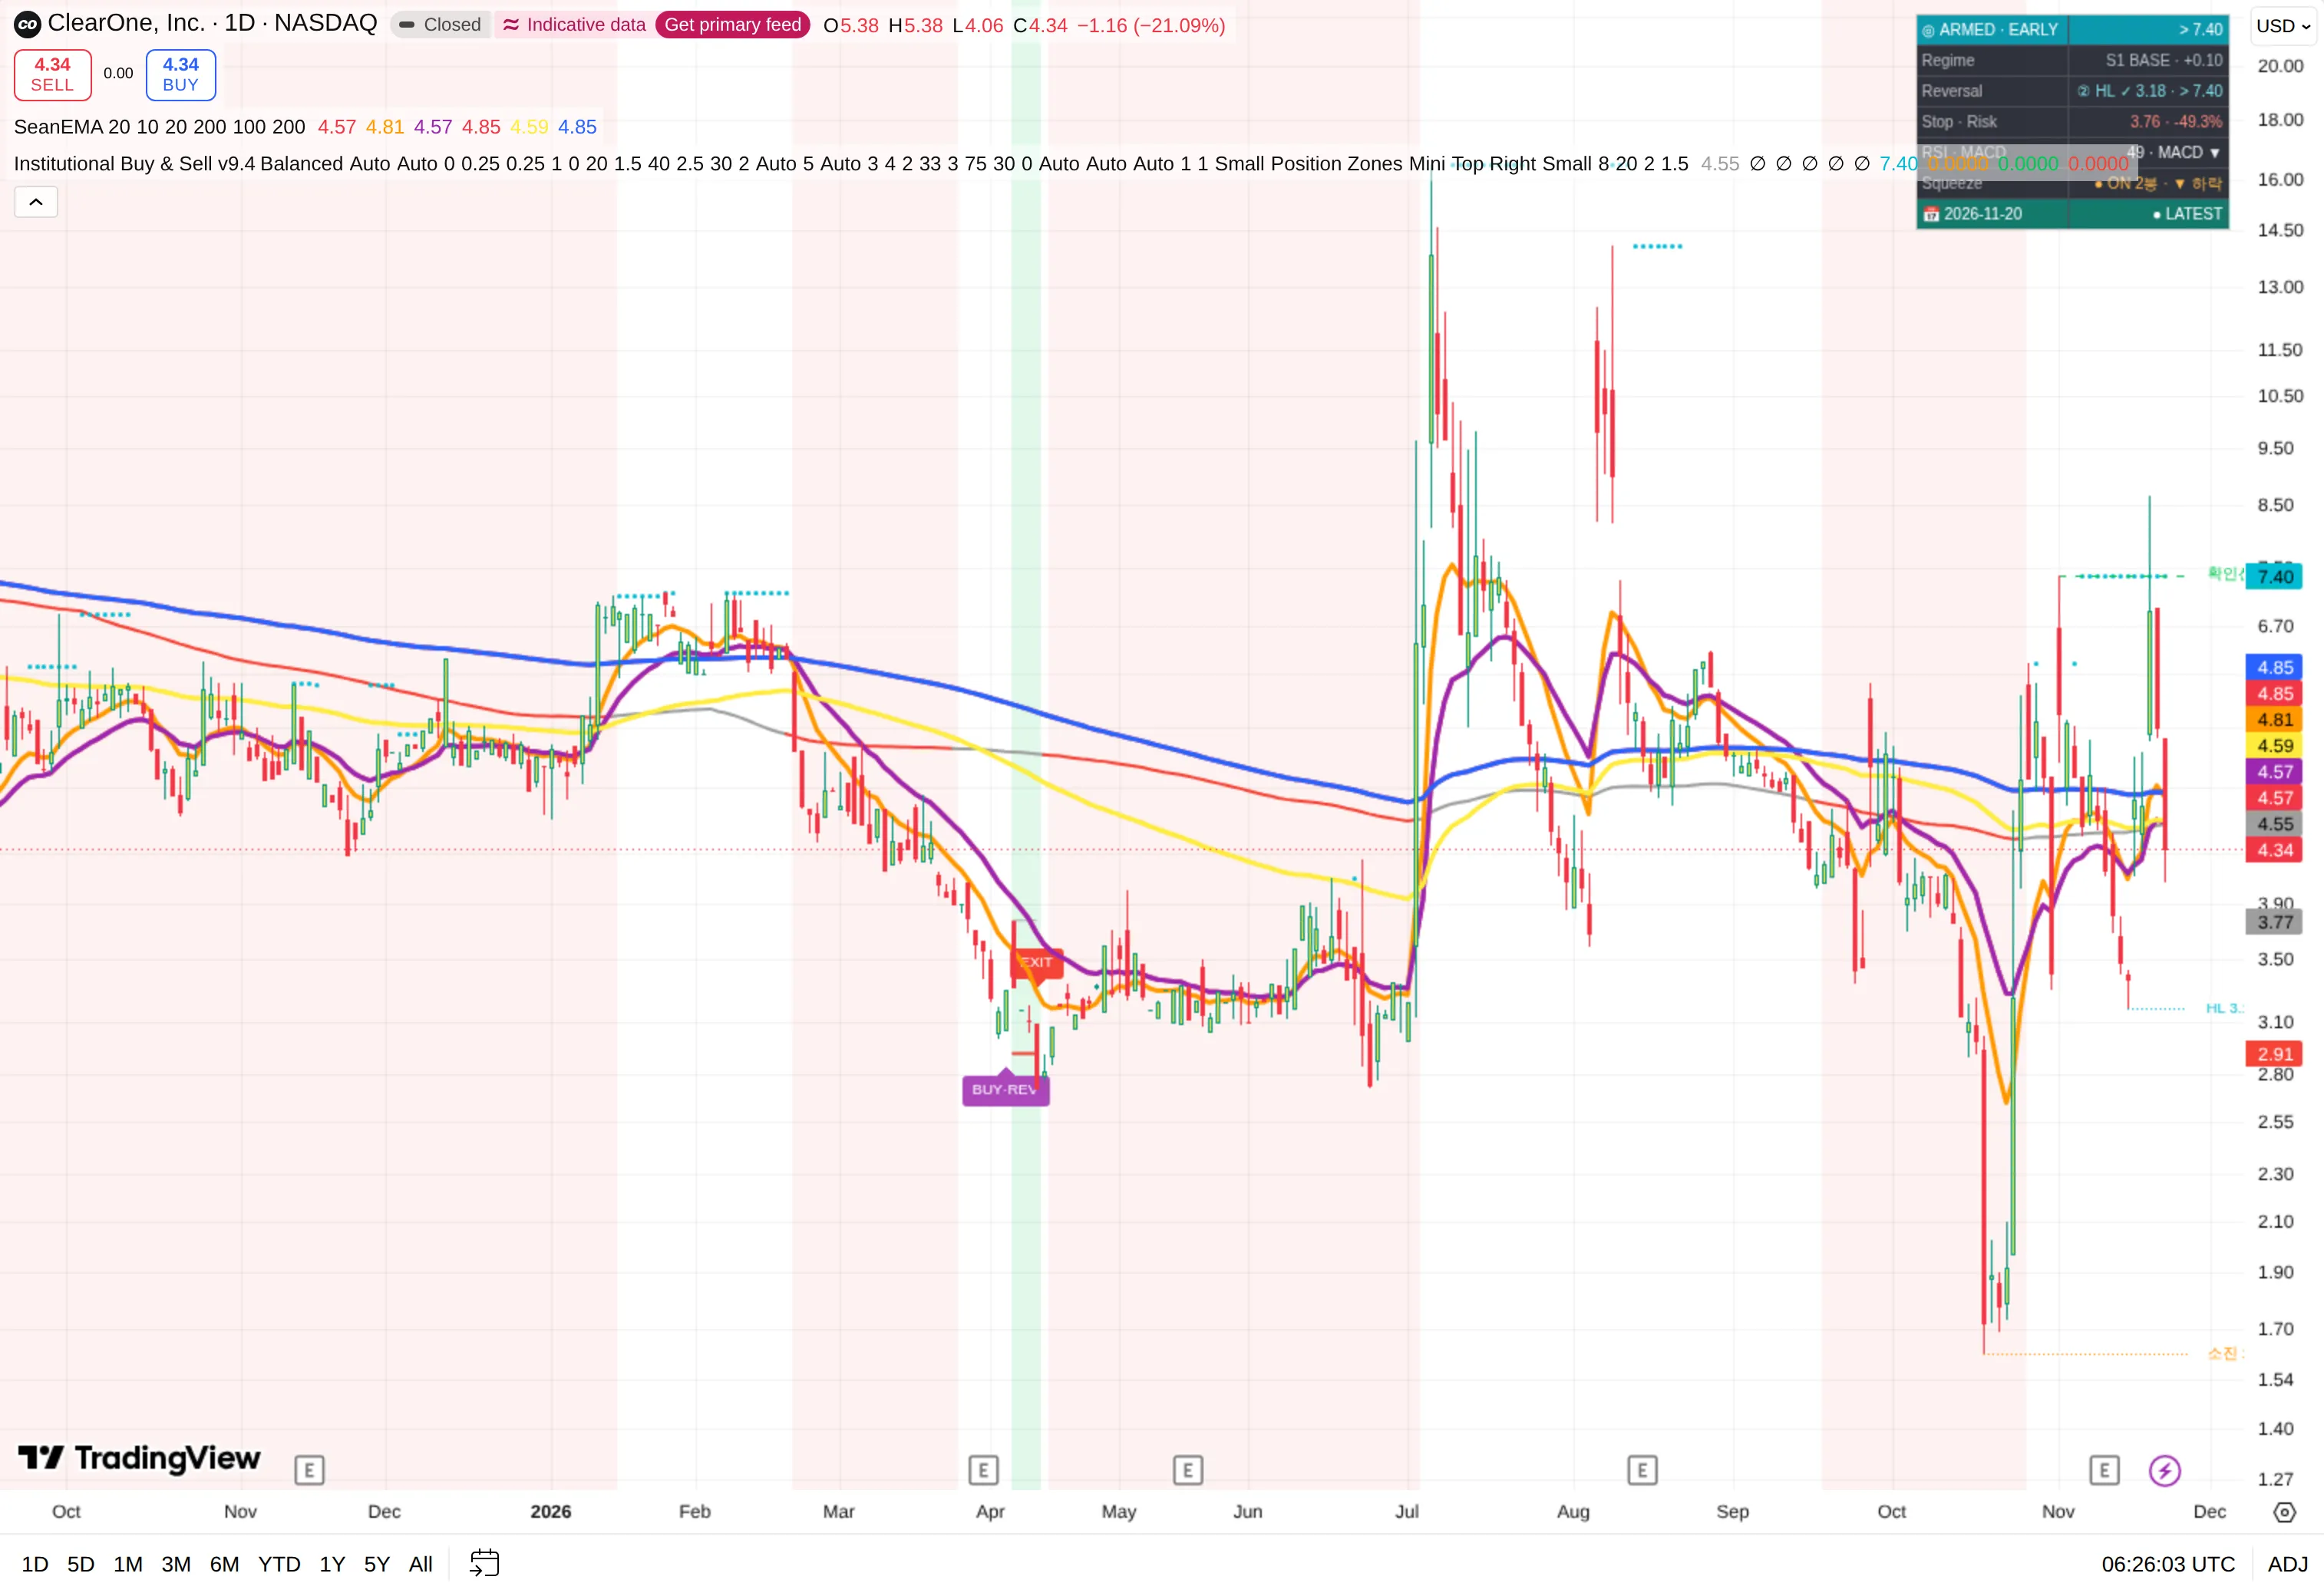 ClearOne, Inc. · 1D · NASDAQ Closed Indicative data Get primary feed O5.38 H5.38 L4.06 C4.34 −1.16 (−21.09%)
4.34 SELL 0.00 4.34 BUY
SeanEMA 20 10 20 200 100 200 4.57 4.81 4.57 4.85 4.59 4.85
Institutional Buy & Sell v9.4 Balanced Auto Auto 0 0.25 0.25 1 0 20 1.5 40 2.5 30 2 Auto 5 Auto 3 4 2 33 3 75 30 0 Auto Auto Auto 1 1 Small Position Zones Mini Top Right Small 8 20 2 1.5 4.55 ∅ ∅ ∅ ∅ ∅ 7.40 0.0000 0.0000 0.0000
◎ ARMED · EARLY > 7.40
Regime S1 BASE · +0.10
Reversal ② HL ✓ 3.18 · > 7.40
Stop · Risk 3.76 · -49.3%
RSI · MACD 49 · MACD ▼
Squeeze ● ON 2봉 · ▼ 하락
📅 2026-11-20 ● LATEST
USD
20.00
18.00
16.00
14.50
13.00
11.50
10.50
9.50
8.50
7.40
6.70
4.85
4.85
4.81
4.59
4.57
4.57
4.55
4.34
3.90
3.77
3.50
3.10
2.91
2.80
2.55
2.30
2.10
1.90
1.70
1.54
1.40
1.27
EXIT
BUY-REV
HL 3.
소진
TradingView
E E E E E
Oct Nov Dec 2026 Feb Mar Apr May Jun Jul Aug Sep Oct Nov Dec
1D 5D 1M 3M 6M YTD 1Y 5Y All 06:26:03 UTC ADJ